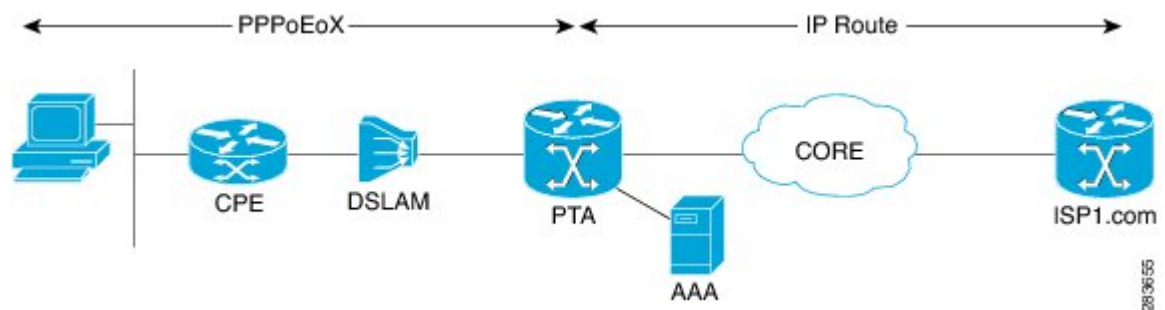 PPPoEoX
IP Route
CORE
CPE
DSLAM
PTA
ISP1.com
AAA
283655